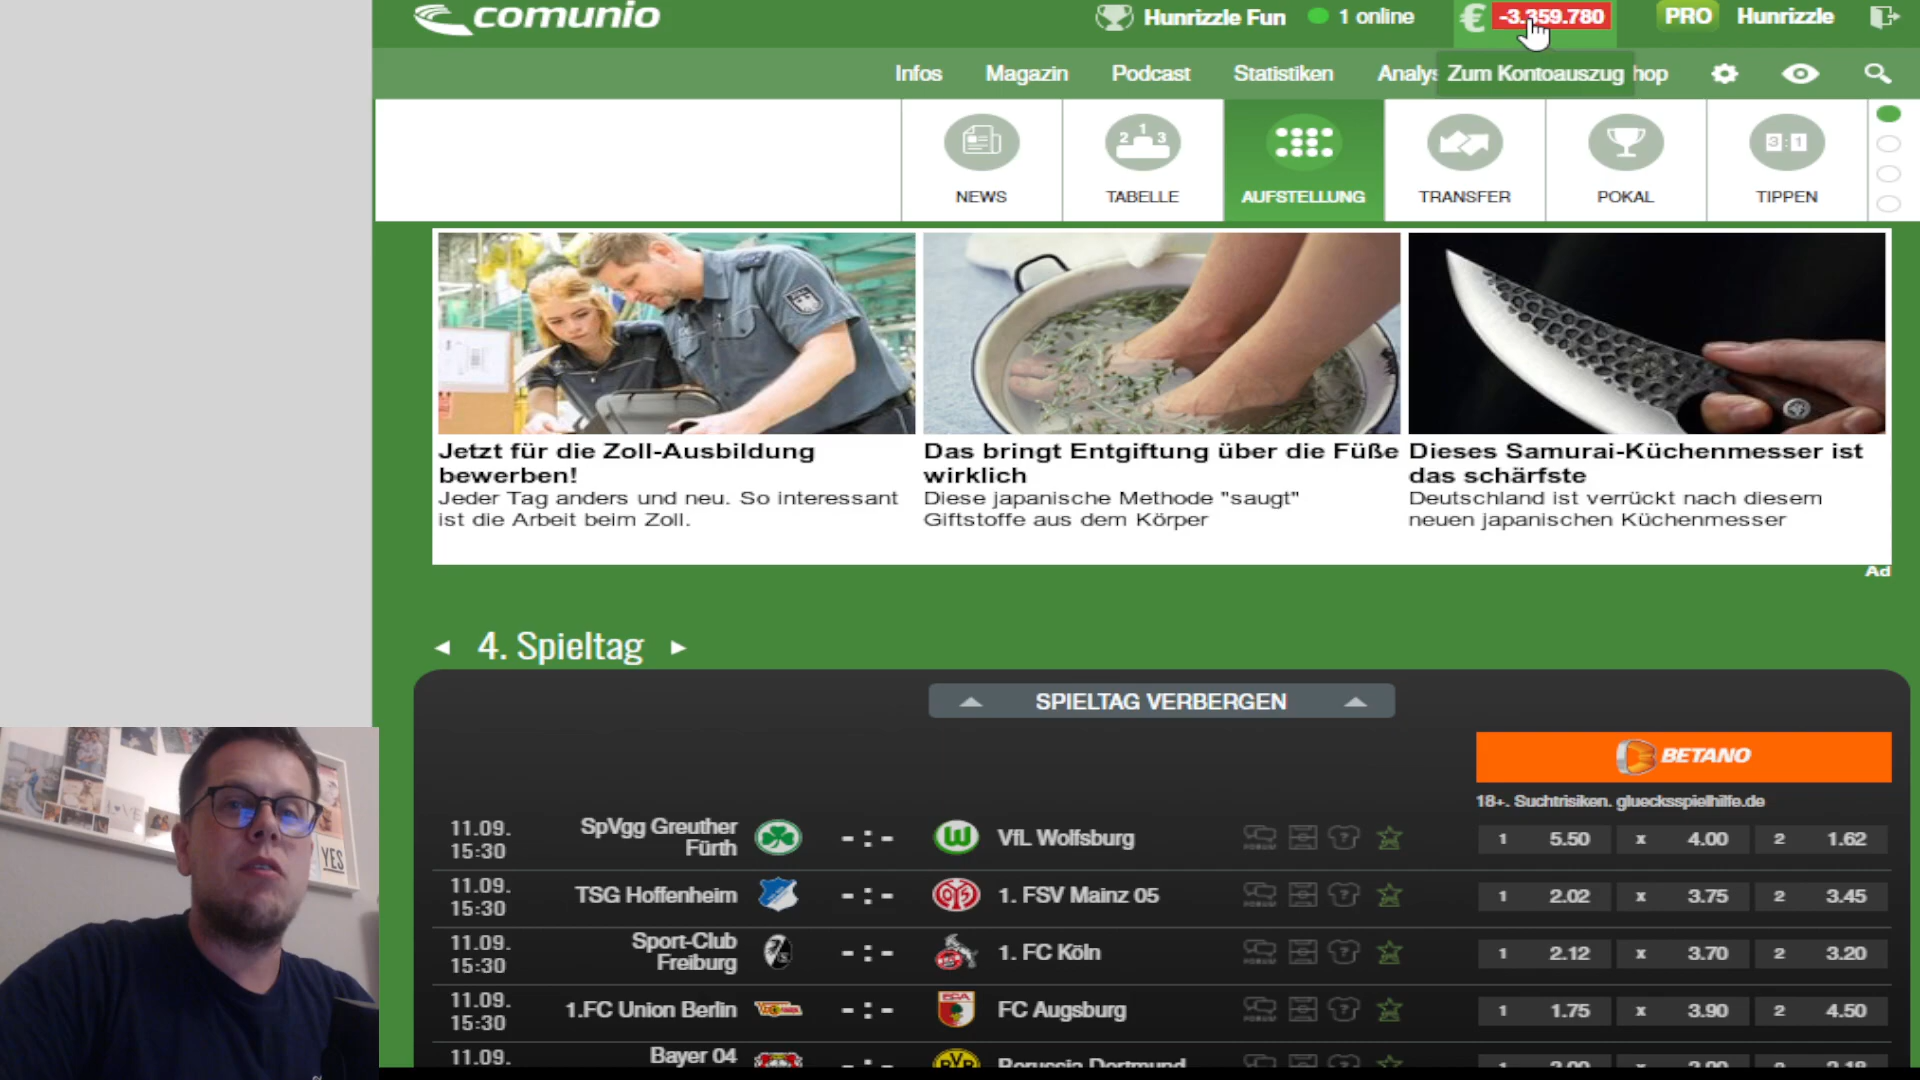 comunio
Hunrizzle Fun
1 online
€ -3.359.780
PRO
Hunrizzle
Infos
Magazin
Podcast
Statistiken
Analys
Zum Kontoauszug
hop
NEWS
TABELLE
AUFSTELLUNG
TRANSFER
POKAL
TIPPEN
Jetzt für die Zoll-Ausbildung
bewerben!
Jeder Tag anders und neu. So interessant
ist die Arbeit beim Zoll.
Das bringt Entgiftung über die Füße
wirklich
Diese japanische Methode "saugt"
Giftstoffe aus dem Körper
Dieses Samurai-Küchenmesser ist
das schärfste
Deutschland ist verrückt nach diesem
neuen japanischen Küchenmesser
Ad
4. Spieltag
SPIELTAG VERBERGEN
BETANO
18+. Suchtrisiken. gluecksspielhilfe.de
11.09.
15:30
SpVgg Greuther
Fürth
- : -
VfL Wolfsburg
1 5.50 x 4.00 2 1.62
11.09.
15:30
TSG Hoffenheim
- : -
1. FSV Mainz 05
1 2.02 x 3.75 2 3.45
11.09.
15:30
Sport-Club
Freiburg
- : -
1. FC Köln
1 2.12 x 3.70 2 3.20
11.09.
15:30
1.FC Union Berlin
- : -
FC Augsburg
1 1.75 x 3.90 2 4.50
11.09.
Bayer 04
Borussia Dortmund
YES